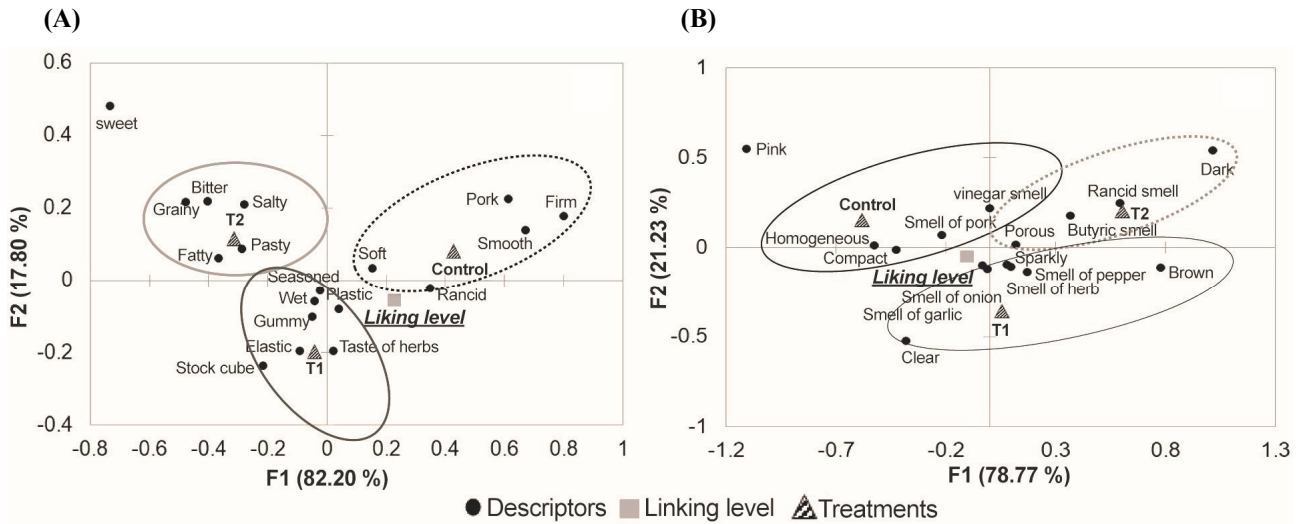 (A)
(B)
0.6
0.4
0.2
0
-0.2
-0.4
F2 (17.80 %)
sweet
Bitter
Grainy
Salty
T2
Fatty
Pasty
Pork
Firm
Smooth
Soft
Control
Seasoned
Rancid
Wet
Plastic
Liking level
Gummy
Elastic
Taste of herbs
Stock cube
T1
-0.8 -0.6 -0.4 -0.2 0 0.2 0.4 0.6 0.8 1
F1 (82.20 %)
1
0.5
0
-0.5
-1
F2 (21.23 %)
Pink
Dark
vinegar smell
Rancid smell
Control
T2
Smell of pork
Butyric smell
Homogeneous
Porous
Compact
Sparkly
Liking level
Smell of pepper
Brown
Smell of herb
Smell of onion
Smell of garlic
T1
Clear
-1.2 -0.7 -0.2 0.3 0.8 1.3
F1 (78.77 %)
Descriptors Linking level Treatments